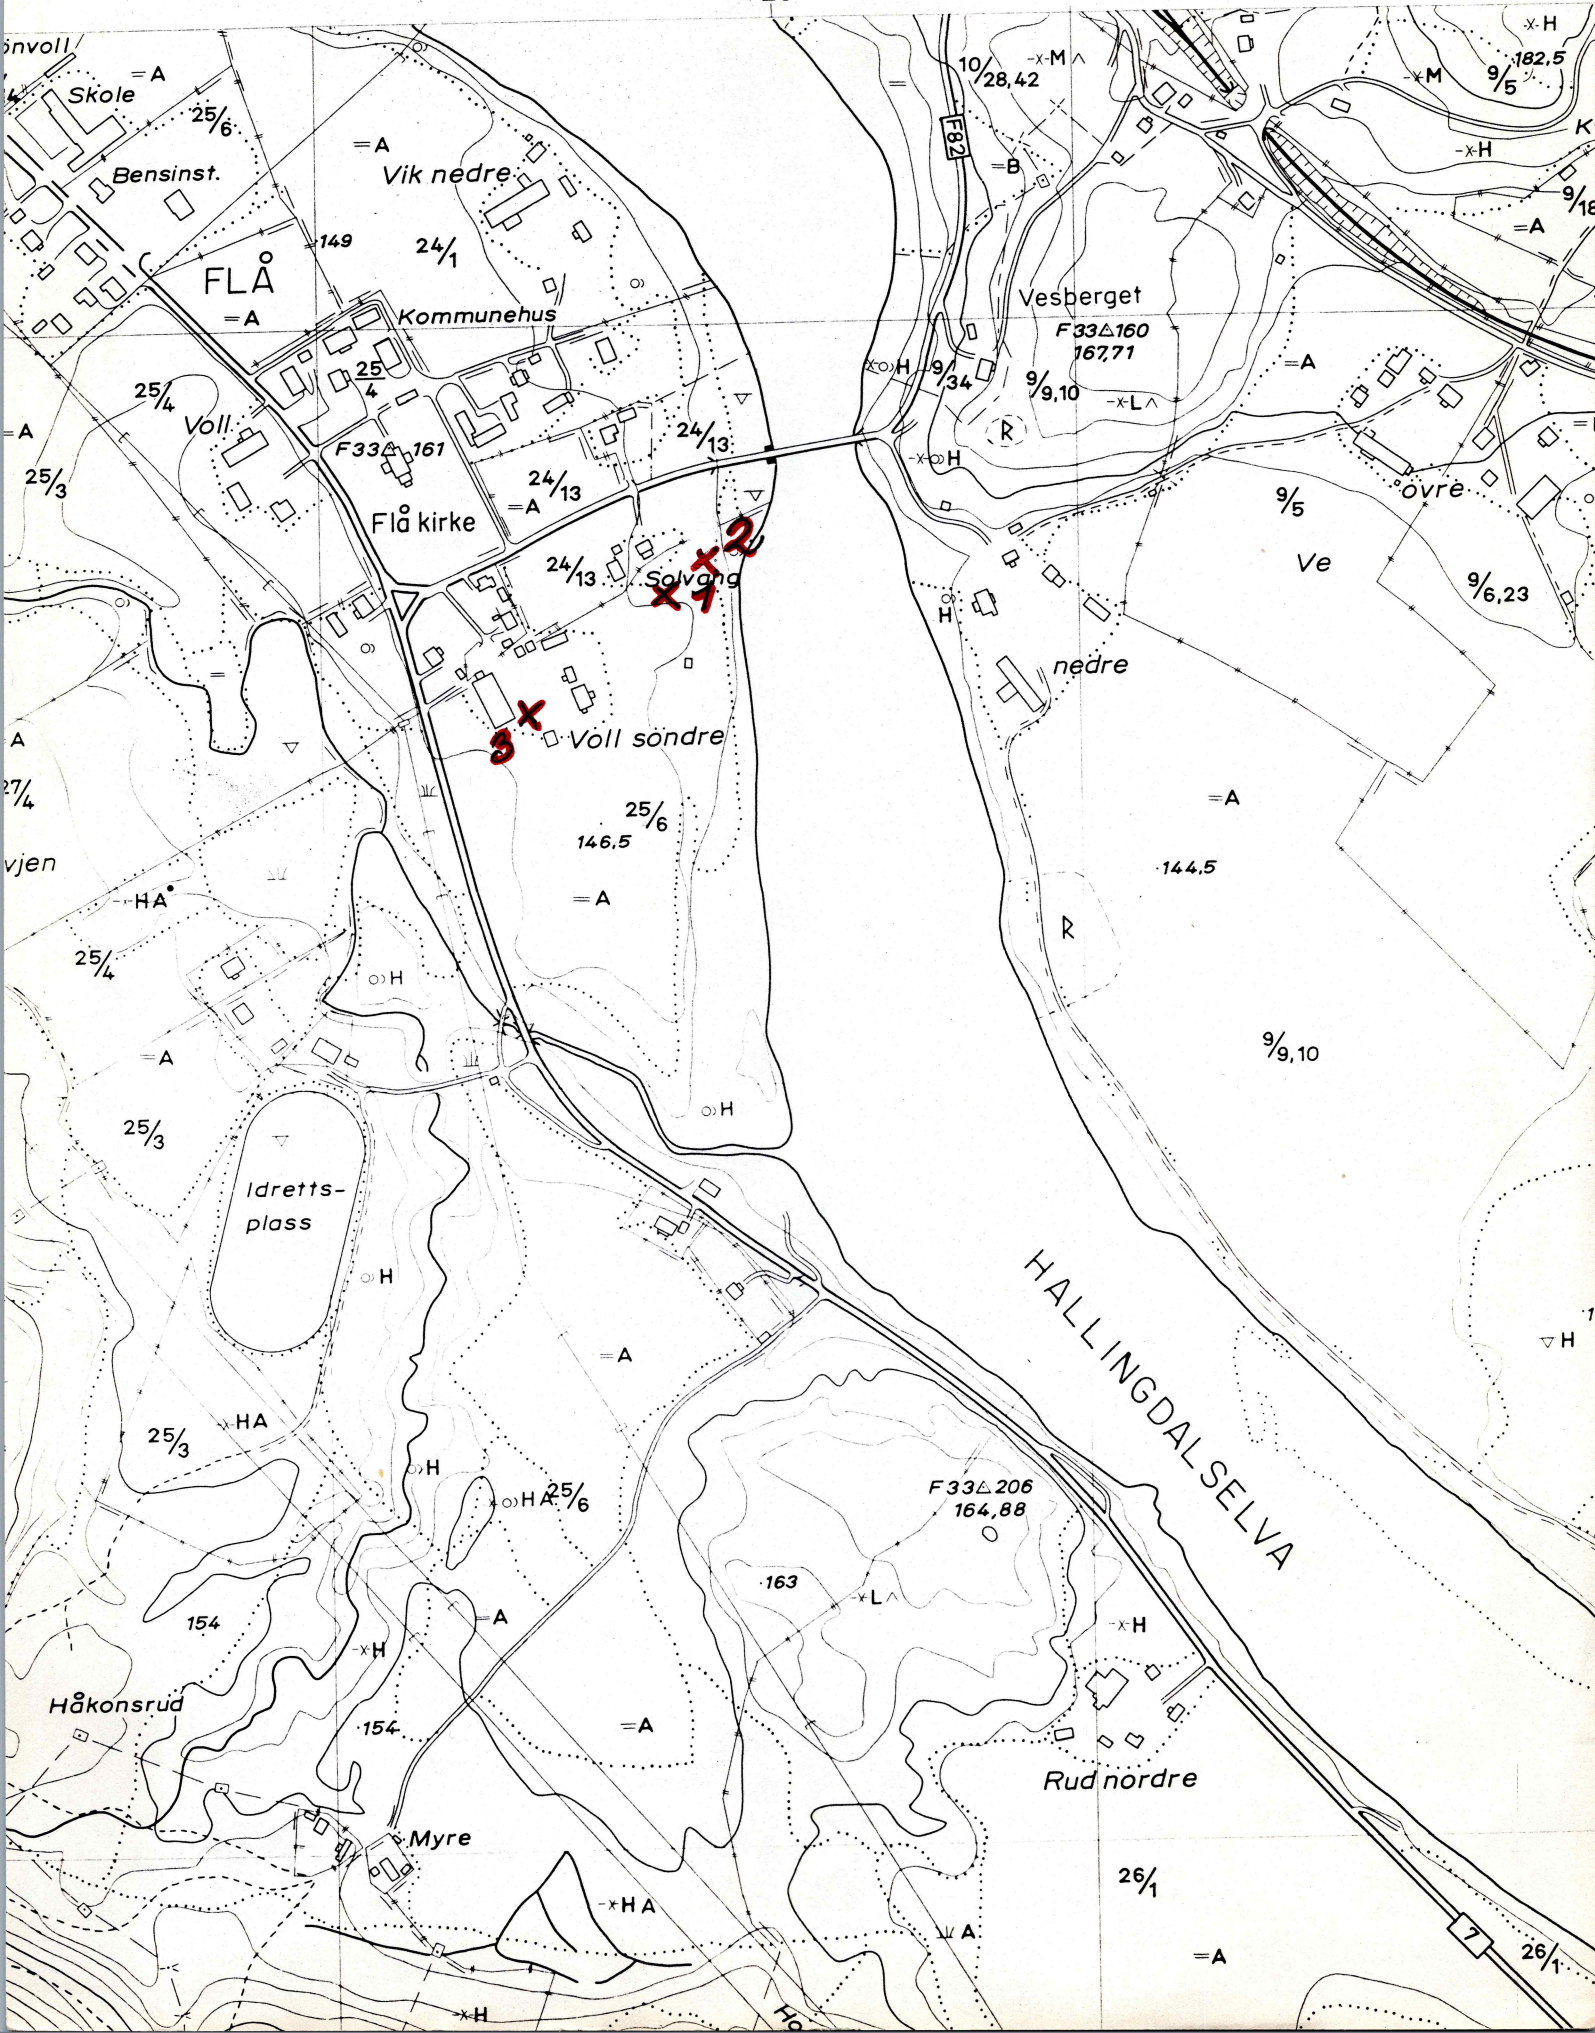 önvoll
=A
Skole
25/6
Bensinst.
=A
Vik nedre
149
24/1
FLÅ
=A
Kommunehus
10/28,42
-x-M
F82
=B
-x-H
182,5
9/5
-x-M
-x-H
K
9/18
=A
Vesberget
F33△160
167,71
25/4
25/4
Voll
=A
25/3
F33△161
24/13
24/13
=A
Flå kirke
24/13
Solvang
2
1
H
9/34
9/9,10
-x-L
R
=A
H
9/5
övre
Ve
9/6,23
H
nedre
3
Voll söndre
A
27/4
vjen
25/6
146,5
=A
=A
144,5
HA
25/4
H
R
=A
9/9,10
25/3
H
Idretts-
plass
H
HALLINGDALSELVA
H
=A
HA
25/3
H
HA
25/6
F33△206
164,88
163
-x-L
154
=A
-x-H
-x-H
Håkonsrud
154
=A
Rud nordre
Myre
26/1
HA
A
7
=A
26/1
-x-H
Ho